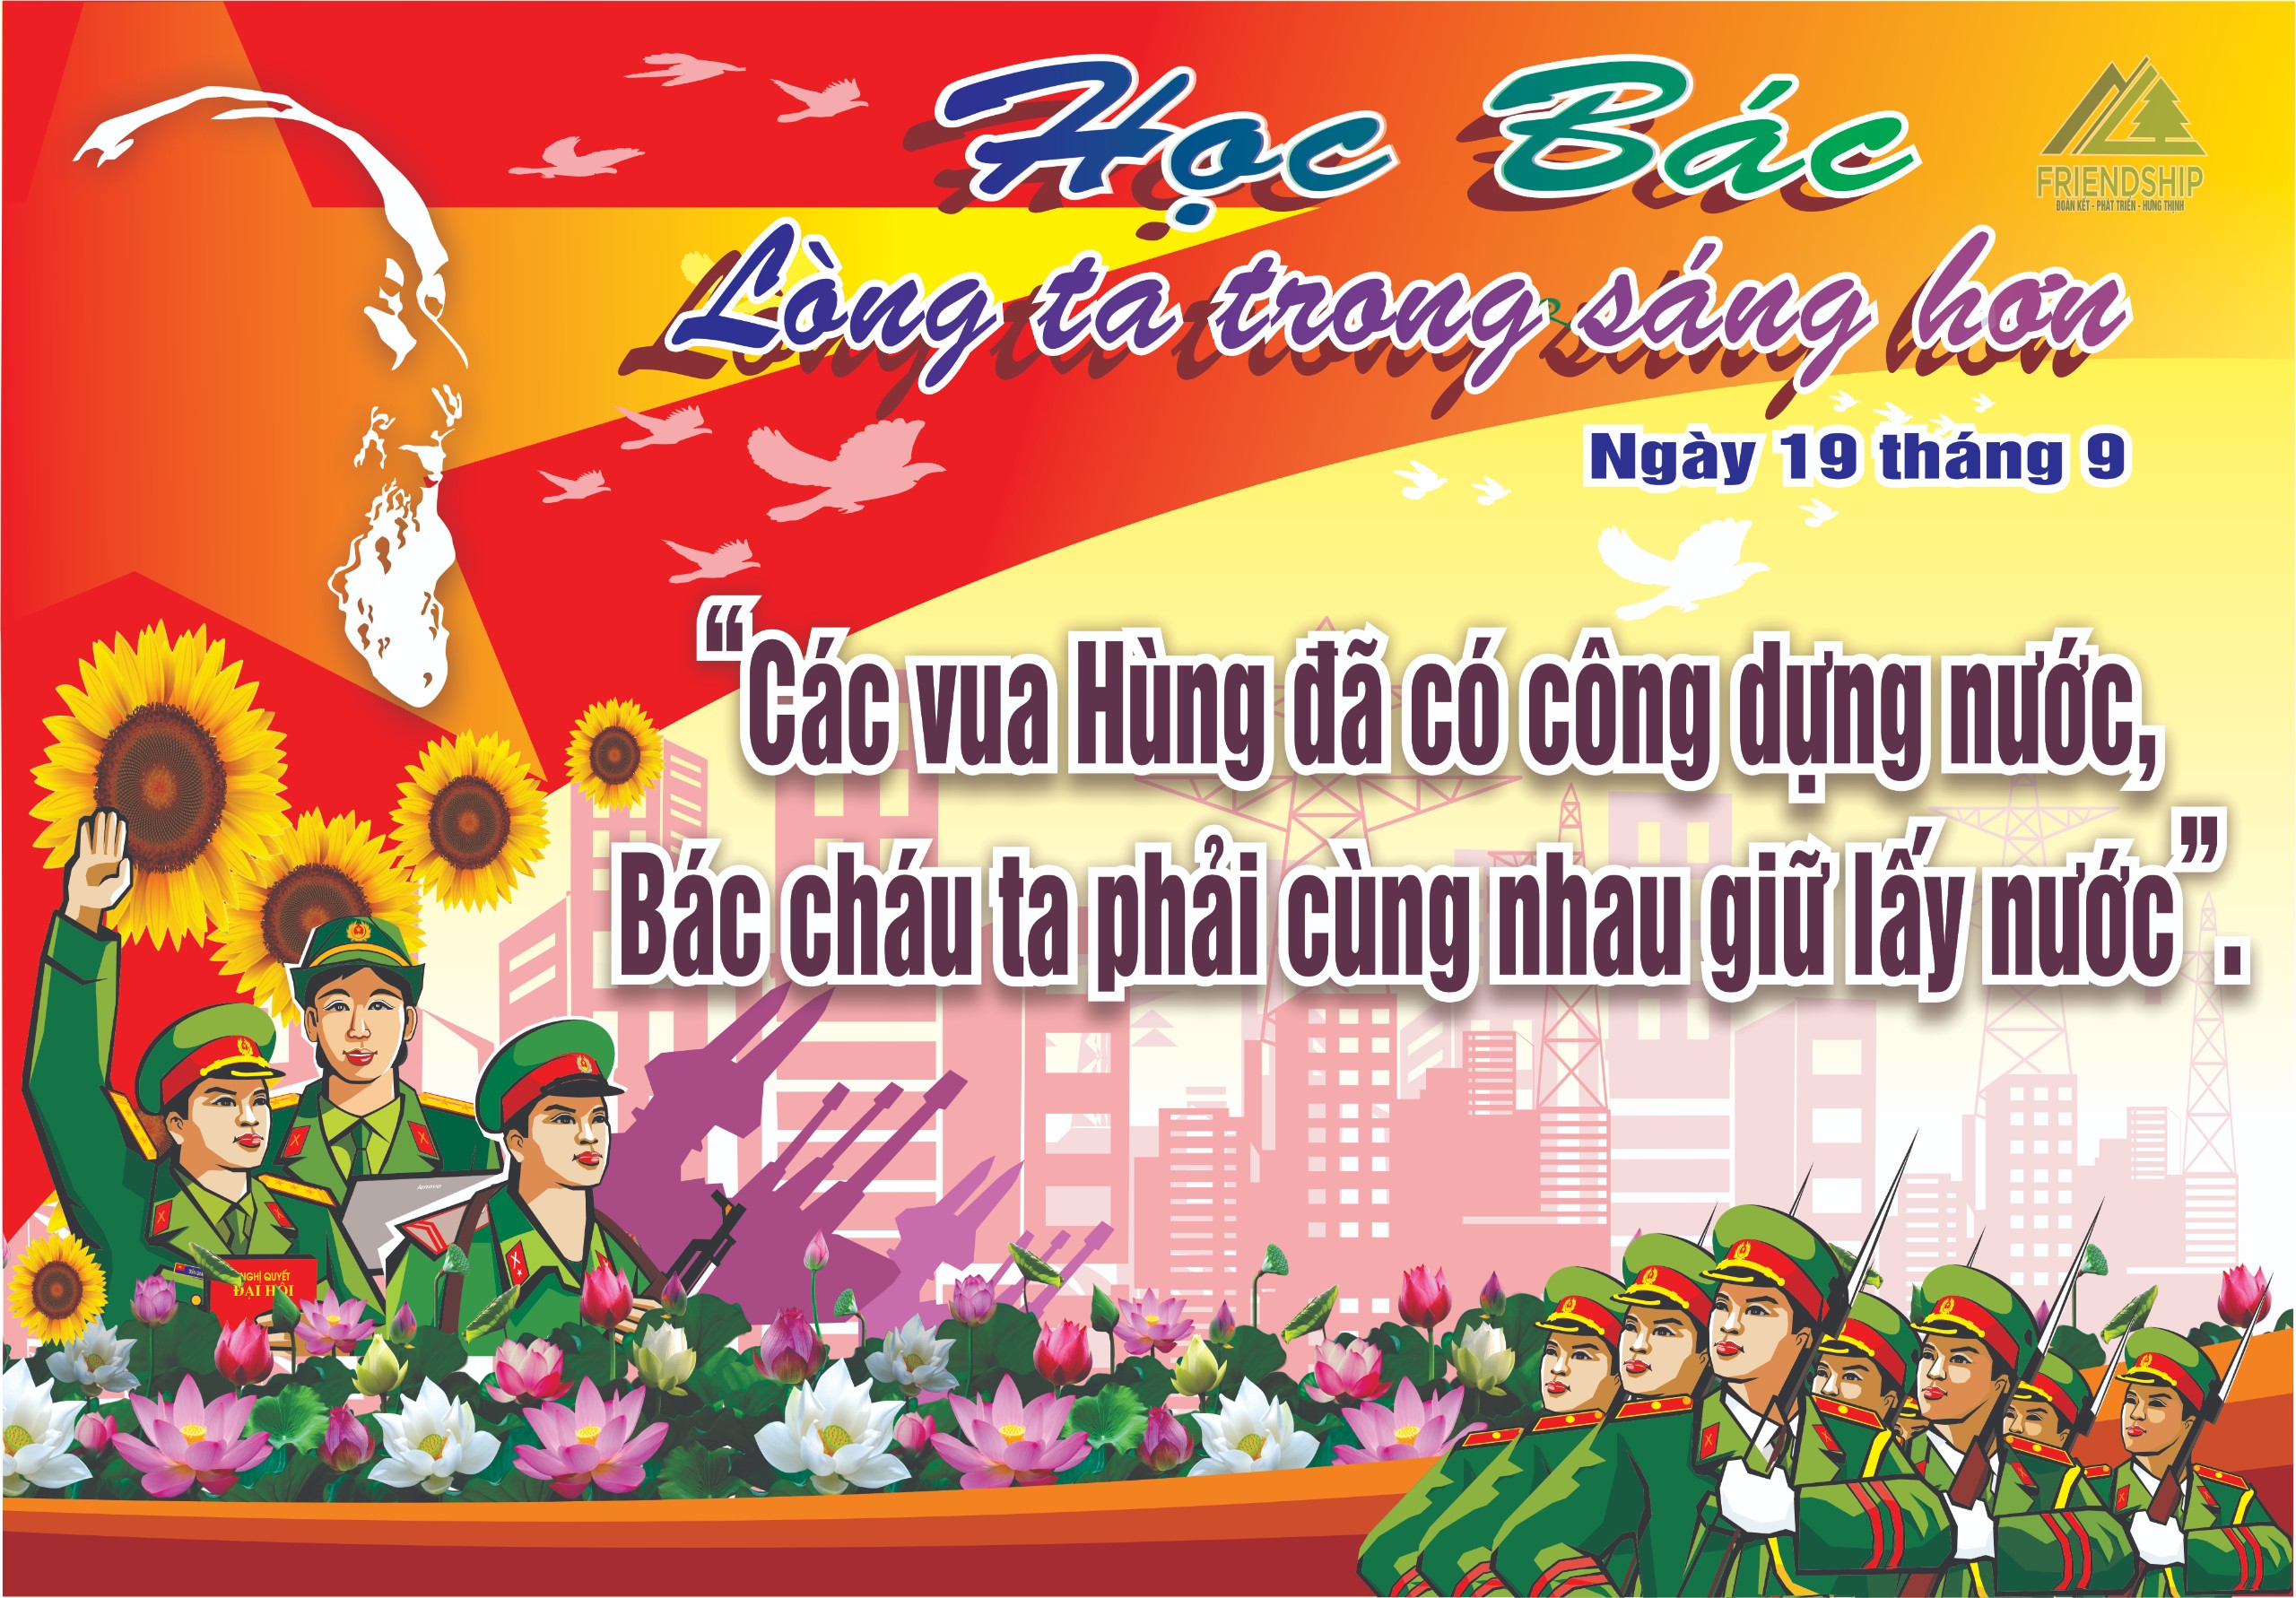 Học Bác
Lòng ta trong sáng hơn
FRIENDSHIP
ĐOÀN KẾT - PHÁT TRIỂN - HƯNG THỊNH
Ngày 19 tháng 9
“Các vua Hùng đã có công dựng nước,
Bác cháu ta phải cùng nhau giữ lấy nước”.
lenovo
NGHỊ QUYẾT
ĐẠI HỘI